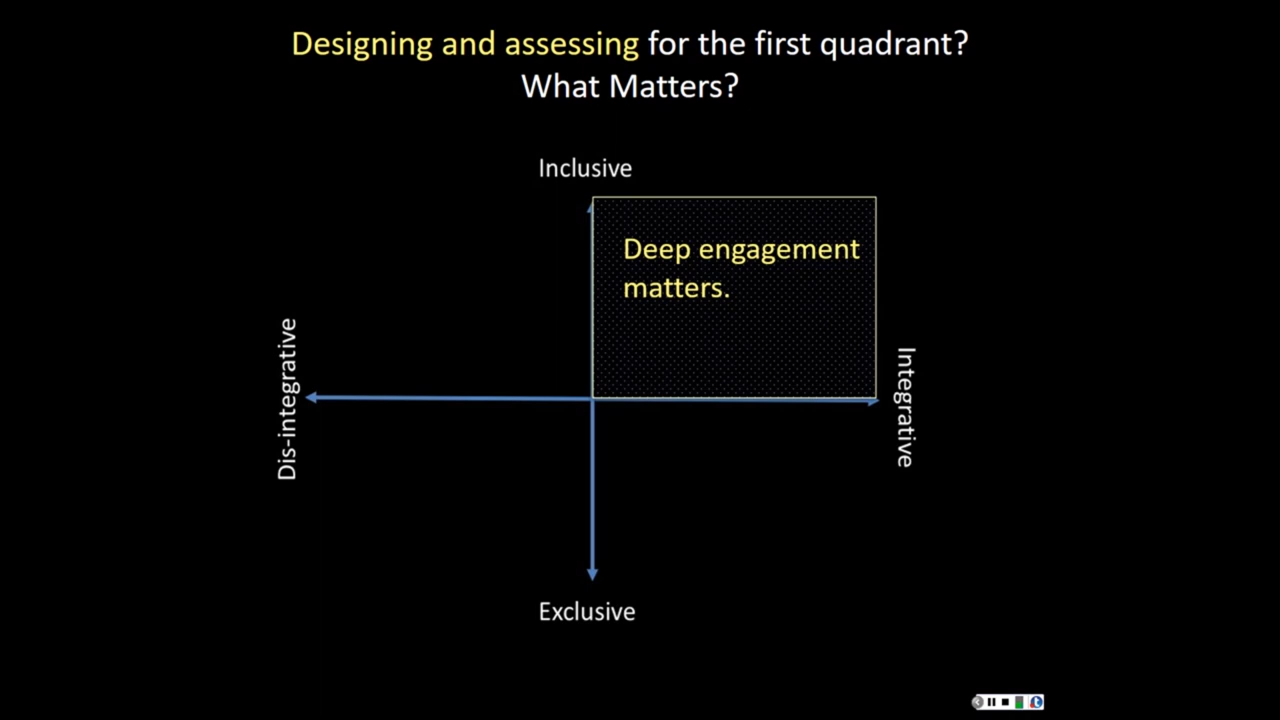 Designing and assessing for the first quadrant?
What Matters?
Inclusive
Deep engagement
matters.
Dis-integrative
Integrative
Exclusive